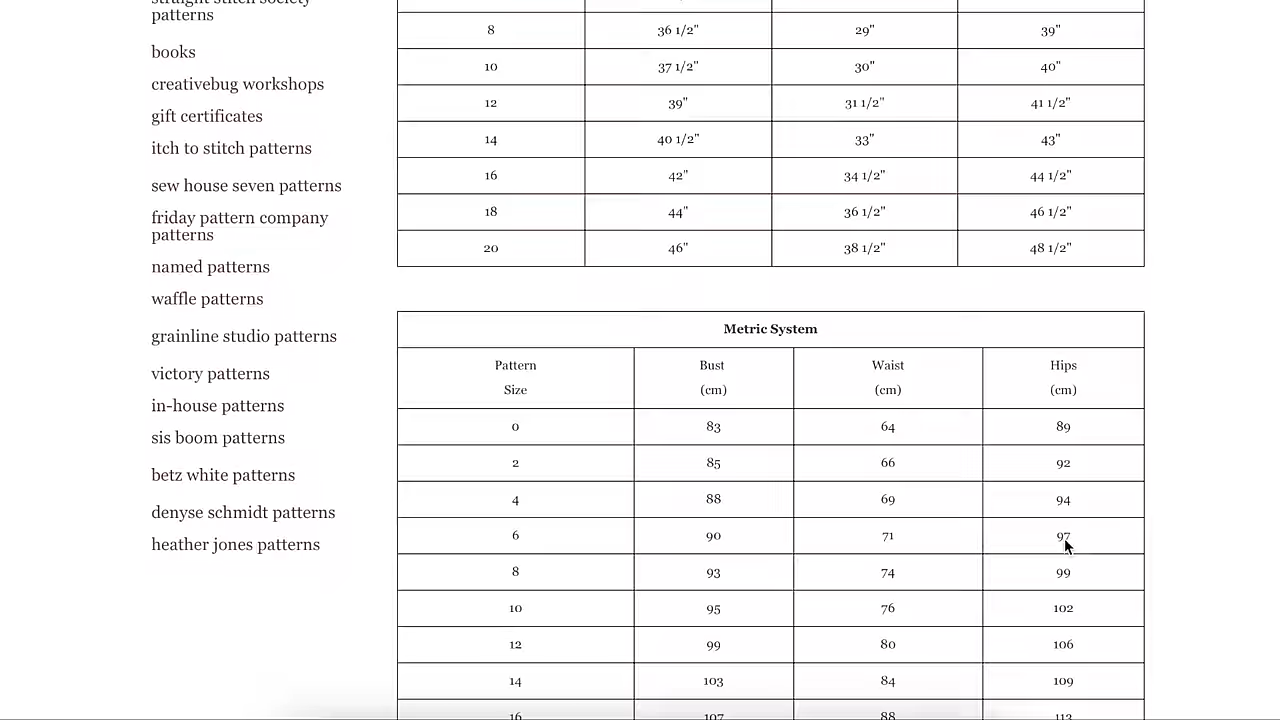 straight stitch society
patterns
books
creativebug workshops
gift certificates
itch to stitch patterns
sew house seven patterns
friday pattern company
patterns
named patterns
waffle patterns
grainline studio patterns
victory patterns
in-house patterns
sis boom patterns
betz white patterns
denyse schmidt patterns
heather jones patterns
8 36 1/2" 29" 39"
10 37 1/2" 30" 40"
12 39" 31 1/2" 41 1/2"
14 40 1/2" 33" 43"
16 42" 34 1/2" 44 1/2"
18 44" 36 1/2" 46 1/2"
20 46" 38 1/2" 48 1/2"
Metric System
Pattern Bust Waist Hips
Size (cm) (cm) (cm)
0 83 64 89
2 85 66 92
4 88 69 94
6 90 71 97
8 93 74 99
10 95 76 102
12 99 80 106
14 103 84 109
16 107 88 113